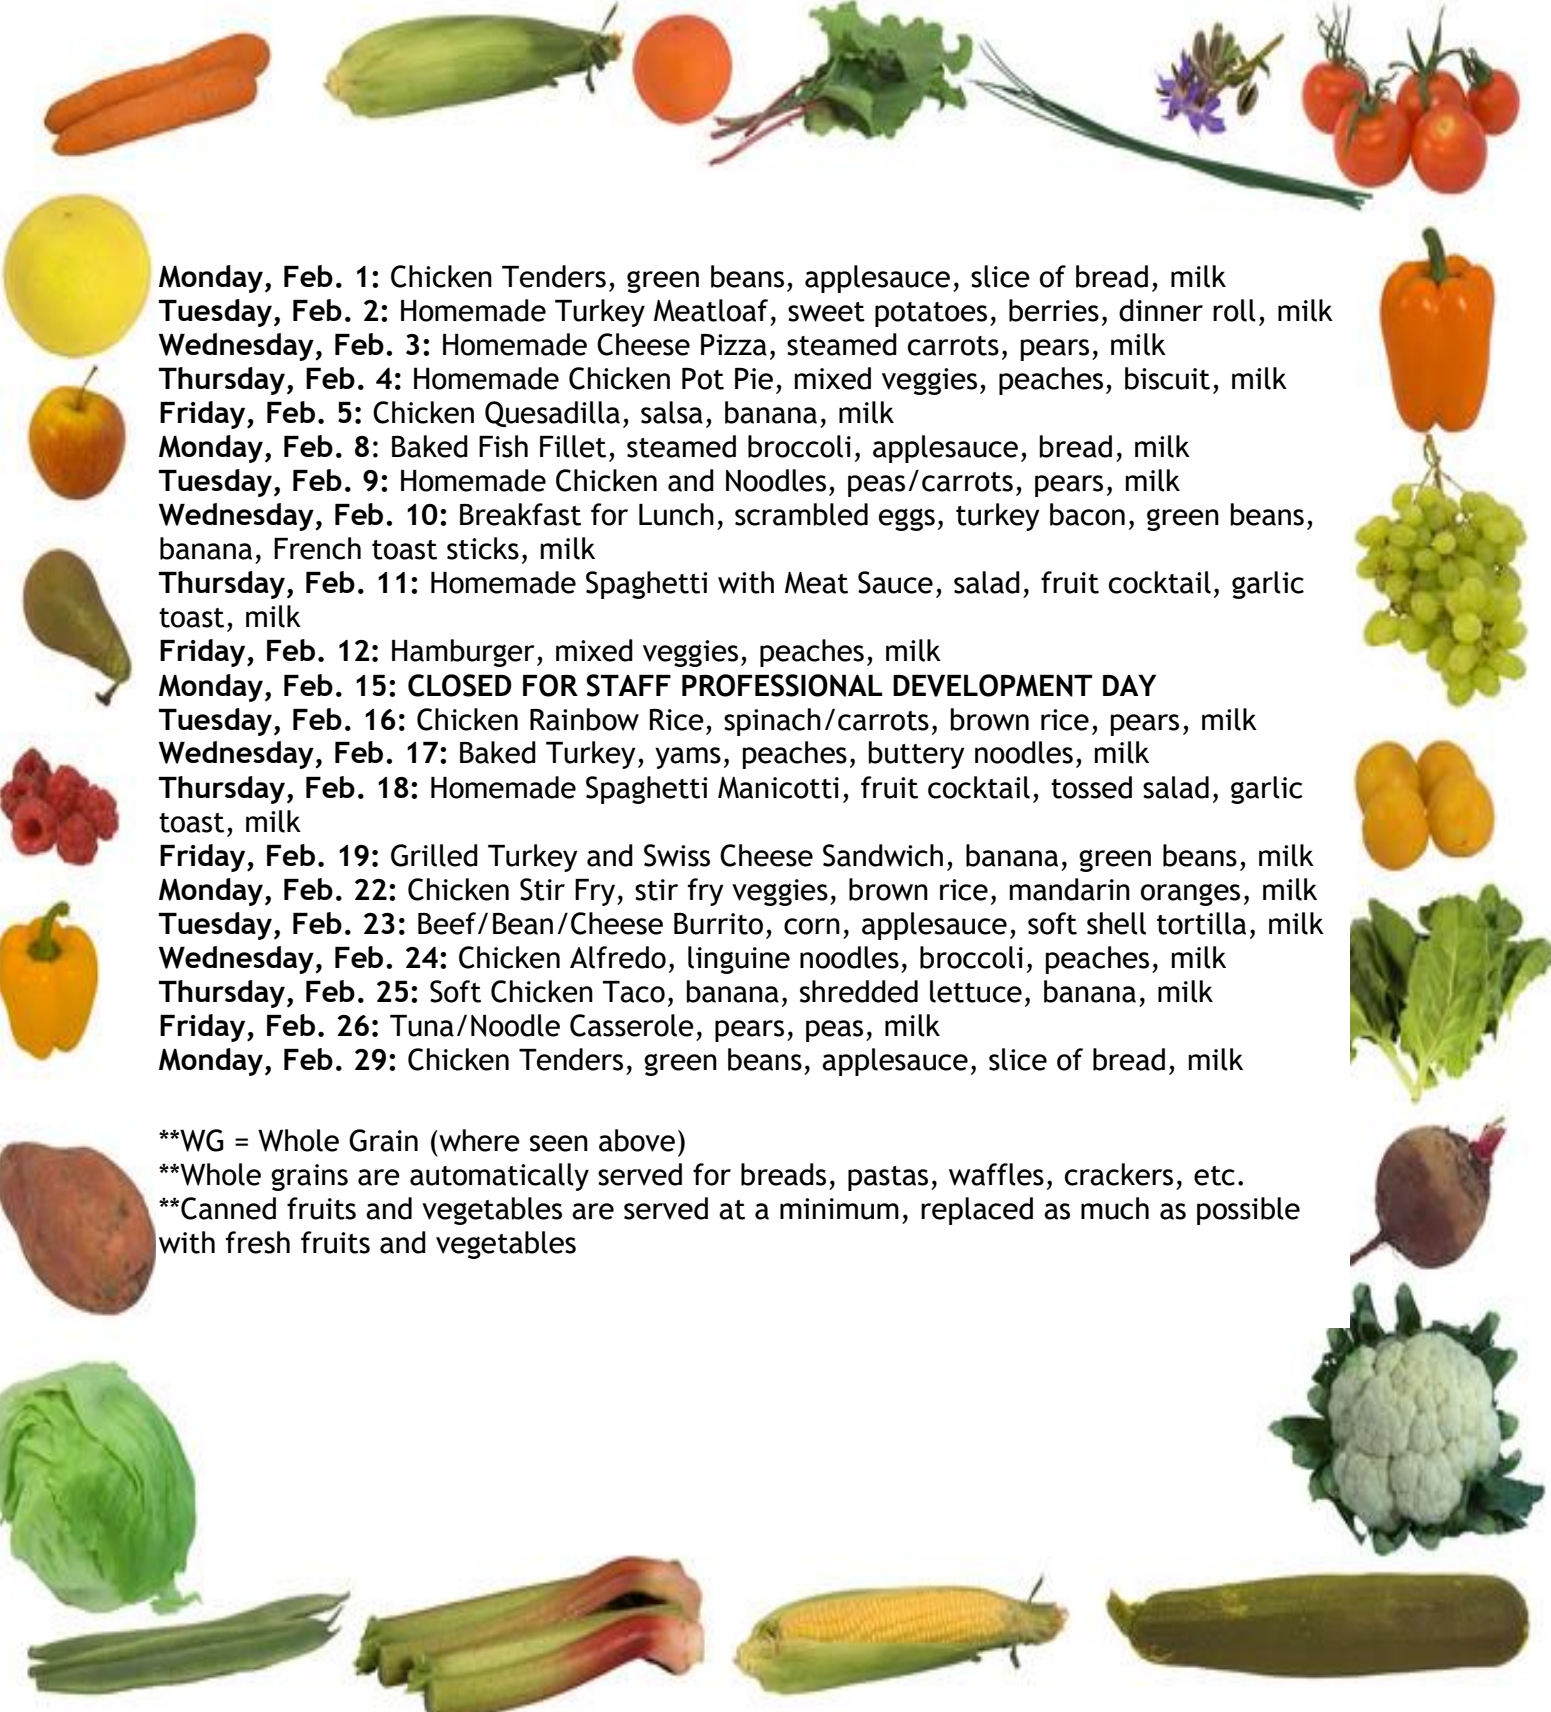 Monday, Feb. 1: Chicken Tenders, green beans, applesauce, slice of bread, milk
Tuesday, Feb. 2: Homemade Turkey Meatloaf, sweet potatoes, berries, dinner roll, milk
Wednesday, Feb. 3: Homemade Cheese Pizza, steamed carrots, pears, milk
Thursday, Feb. 4: Homemade Chicken Pot Pie, mixed veggies, peaches, biscuit, milk
Friday, Feb. 5: Chicken Quesadilla, salsa, banana, milk
Monday, Feb. 8: Baked Fish Fillet, steamed broccoli, applesauce, bread, milk
Tuesday, Feb. 9: Homemade Chicken and Noodles, peas/carrots, pears, milk
Wednesday, Feb. 10: Breakfast for Lunch, scrambled eggs, turkey bacon, green beans,
banana, French toast sticks, milk
Thursday, Feb. 11: Homemade Spaghetti with Meat Sauce, salad, fruit cocktail, garlic
toast, milk
Friday, Feb. 12: Hamburger, mixed veggies, peaches, milk
Monday, Feb. 15: CLOSED FOR STAFF PROFESSIONAL DEVELOPMENT DAY
Tuesday, Feb. 16: Chicken Rainbow Rice, spinach/carrots, brown rice, pears, milk
Wednesday, Feb. 17: Baked Turkey, yams, peaches, buttery noodles, milk
Thursday, Feb. 18: Homemade Spaghetti Manicotti, fruit cocktail, tossed salad, garlic
toast, milk
Friday, Feb. 19: Grilled Turkey and Swiss Cheese Sandwich, banana, green beans, milk
Monday, Feb. 22: Chicken Stir Fry, stir fry veggies, brown rice, mandarin oranges, milk
Tuesday, Feb. 23: Beef/Bean/Cheese Burrito, corn, applesauce, soft shell tortilla, milk
Wednesday, Feb. 24: Chicken Alfredo, linguine noodles, broccoli, peaches, milk
Thursday, Feb. 25: Soft Chicken Taco, banana, shredded lettuce, banana, milk
Friday, Feb. 26: Tuna/Noodle Casserole, pears, peas, milk
Monday, Feb. 29: Chicken Tenders, green beans, applesauce, slice of bread, milk
**WG = Whole Grain (where seen above)
**Whole grains are automatically served for breads, pastas, waffles, crackers, etc.
**Canned fruits and vegetables are served at a minimum, replaced as much as possible
with fresh fruits and vegetables